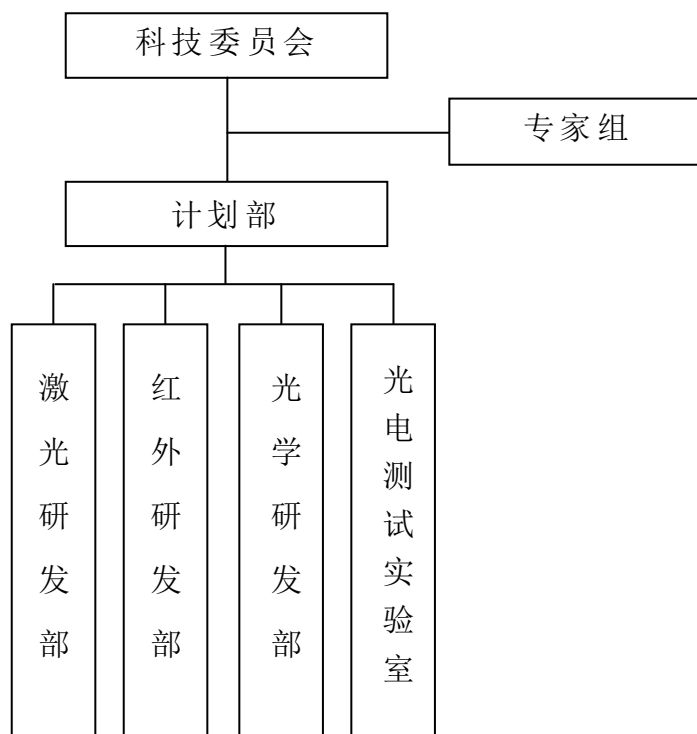 科技委员会
专家组
计划部
激光研发部
红外研发部
光学研发部
光电测试实验室